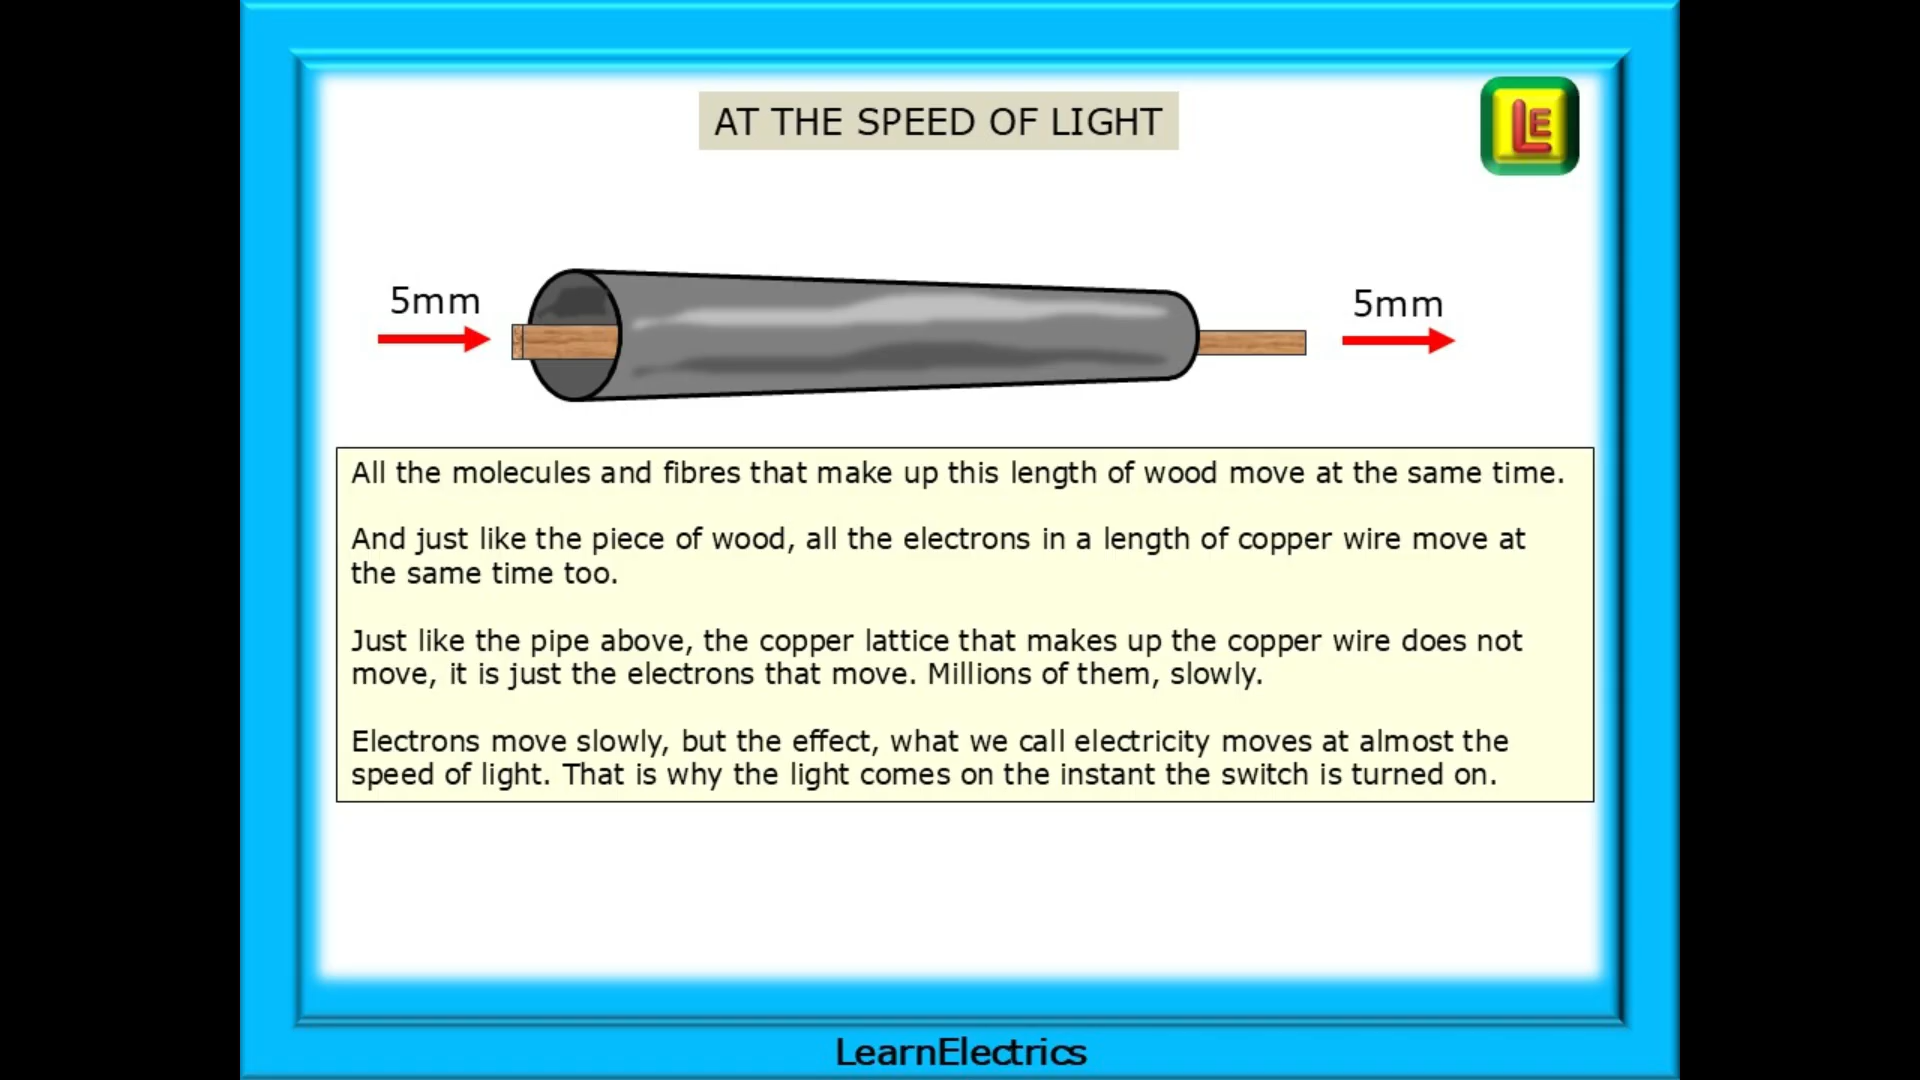 AT THE SPEED OF LIGHT
LE
5mm
5mm
All the molecules and fibres that make up this length of wood move at the same time.
And just like the piece of wood, all the electrons in a length of copper wire move at
the same time too.
Just like the pipe above, the copper lattice that makes up the copper wire does not
move, it is just the electrons that move. Millions of them, slowly.
Electrons move slowly, but the effect, what we call electricity moves at almost the
speed of light. That is why the light comes on the instant the switch is turned on.
LearnElectrics